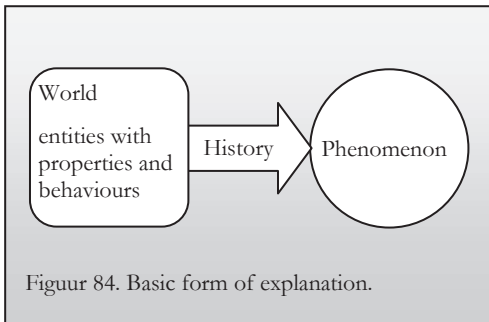 World
entities with
properties and
behaviours
History
Phenomenon
Figuur 84. Basic form of explanation.